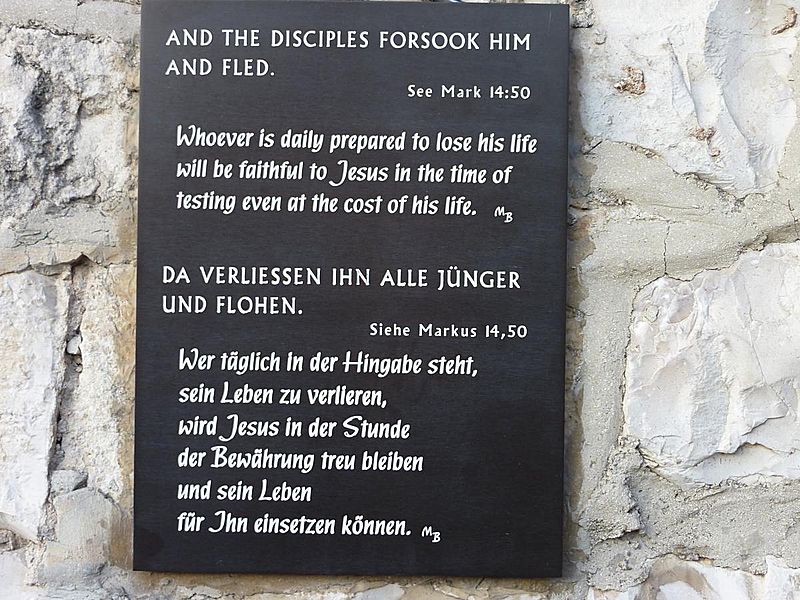 AND THE DISCIPLES FORSOOK HIM
AND FLED.
See Mark 14:50
Whoever is daily prepared to lose his life
will be faithful to Jesus in the time of
testing even at the cost of his life. MB
DA VERLIESSEN IHN ALLE JÜNGER
UND FLOHEN.
Siehe Markus 14,50
Wer täglich in der Hingabe steht,
sein Leben zu verlieren,
wird Jesus in der Stunde
der Bewährung treu bleiben
und sein Leben
für Ihn einsetzen können. MB